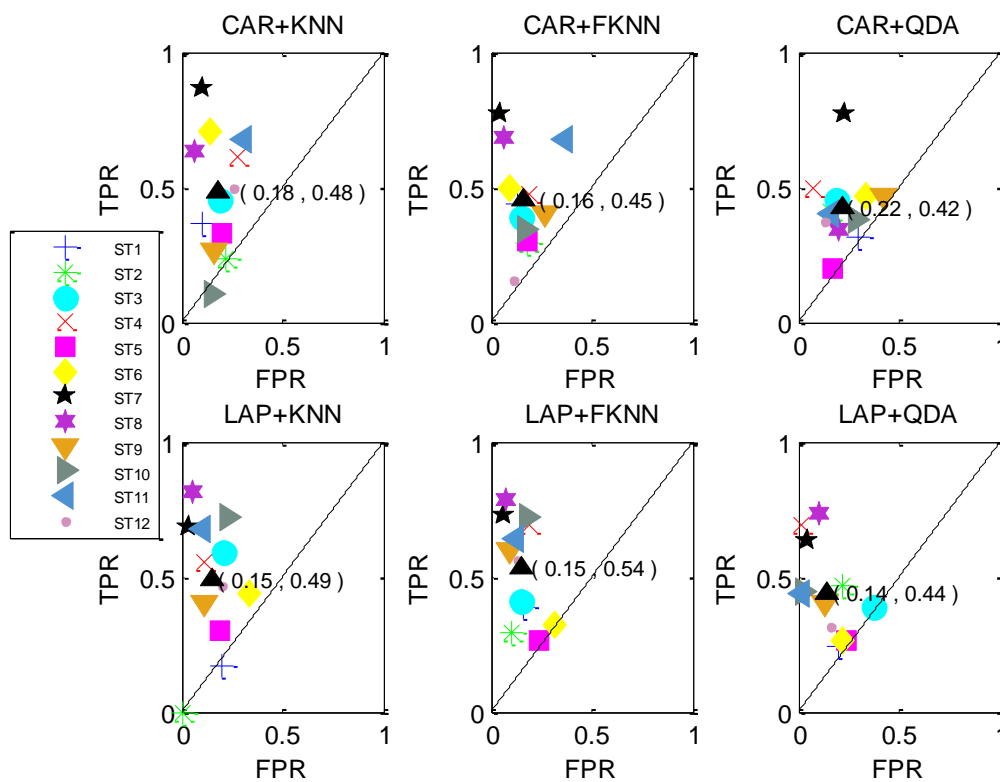 CAR+KNN
1
TPR
0.5
( 0.18 , 0.48 )
0
0
0.5
1
FPR
CAR+FKNN
1
TPR
0.5
( 0.16 , 0.45 )
0
0
0.5
1
FPR
CAR+QDA
1
TPR
0.5
( 0.22 , 0.42 )
0
0
0.5
1
FPR
ST1
ST2
ST3
ST4
ST5
ST6
ST7
ST8
ST9
ST10
ST11
ST12
LAP+KNN
1
TPR
0.5
( 0.15 , 0.49 )
0
0
0.5
1
FPR
LAP+FKNN
1
TPR
0.5
( 0.15 , 0.54 )
0
0
0.5
1
FPR
LAP+QDA
1
TPR
0.5
( 0.14 , 0.44 )
0
0
0.5
1
FPR